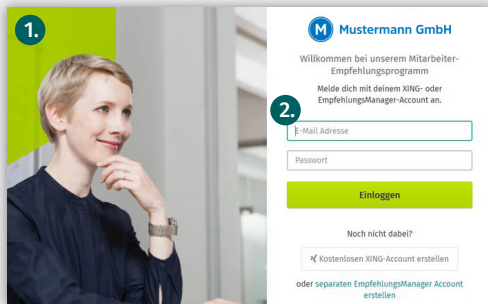 1.
M Mustermann GmbH
Willkommen bei unserem Mitarbeiter-
Empfehlungsprogramm
Melde dich mit deinem XING- oder
EmpfehlungsManager-Account an.
2.
E-Mail Adresse
Passwort
Einloggen
Noch nicht dabei?
Kostenlosen XING-Account erstellen
oder separaten EmpfehlungsManager Account
erstellen